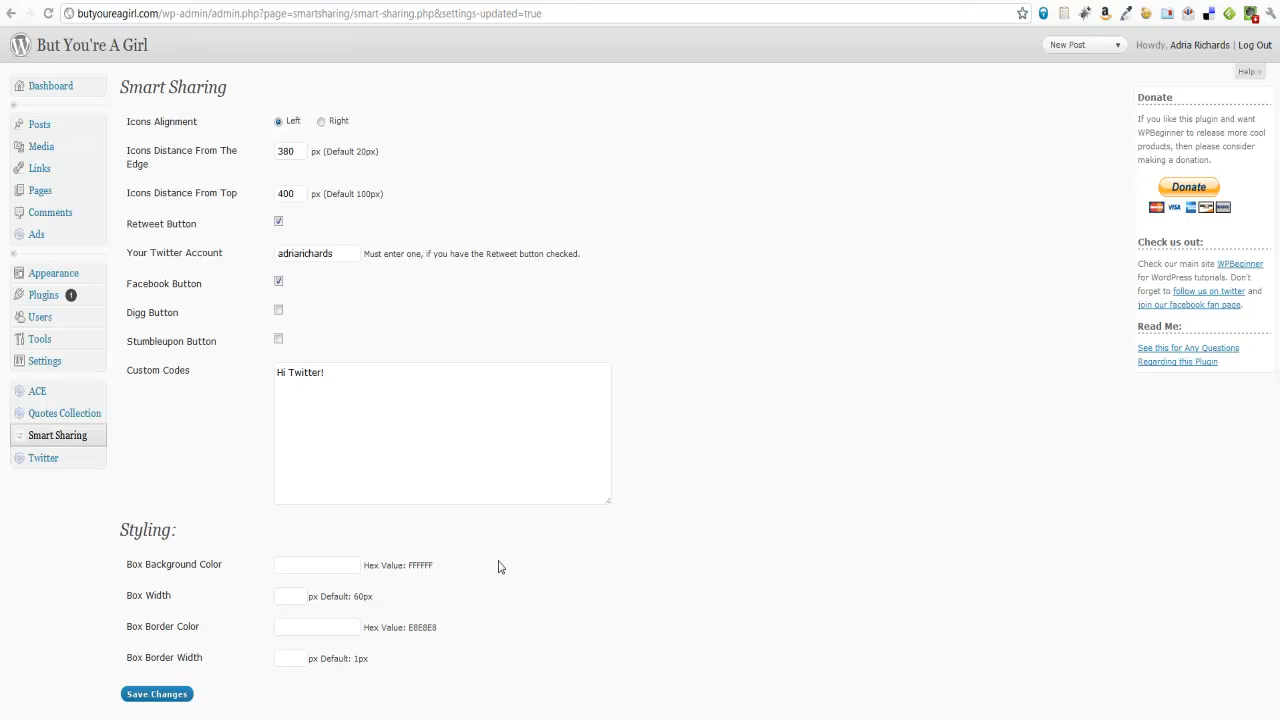 butyoureagirl.com/wp-admin/admin.php?page=smartsharing/smart-sharing.php&settings-updated=true
But You're A Girl
New Post
Howdy, Adria Richards | Log Out
Help
Dashboard
Posts
Media
Links
Pages
Comments
Ads
Appearance
Plugins 1
Users
Tools
Settings
ACE
Quotes Collection
Smart Sharing
Twitter
Smart Sharing
Icons Alignment
Left
Right
Icons Distance From The
Edge
380 px (Default 20px)
Icons Distance From Top
400 px (Default 100px)
Retweet Button
Your Twitter Account
adriarichards Must enter one, if you have the Retweet button checked.
Facebook Button
Digg Button
Stumbleupon Button
Custom Codes
Hi Twitter!
Styling:
Box Background Color
Hex Value: FFFFFF
Box Width
px Default: 60px
Box Border Color
Hex Value: E8E8E8
Box Border Width
px Default: 1px
Save Changes
Donate
If you like this plugin and want
WPBeginner to release more cool
products, then please consider
making a donation.
Donate
VISA
Check us out:
Check our main site WPBeginner
for WordPress tutorials. Don't
forget to follow us on twitter and
join our facebook fan page.
Read Me:
See this for Any Questions
Regarding this Plugin